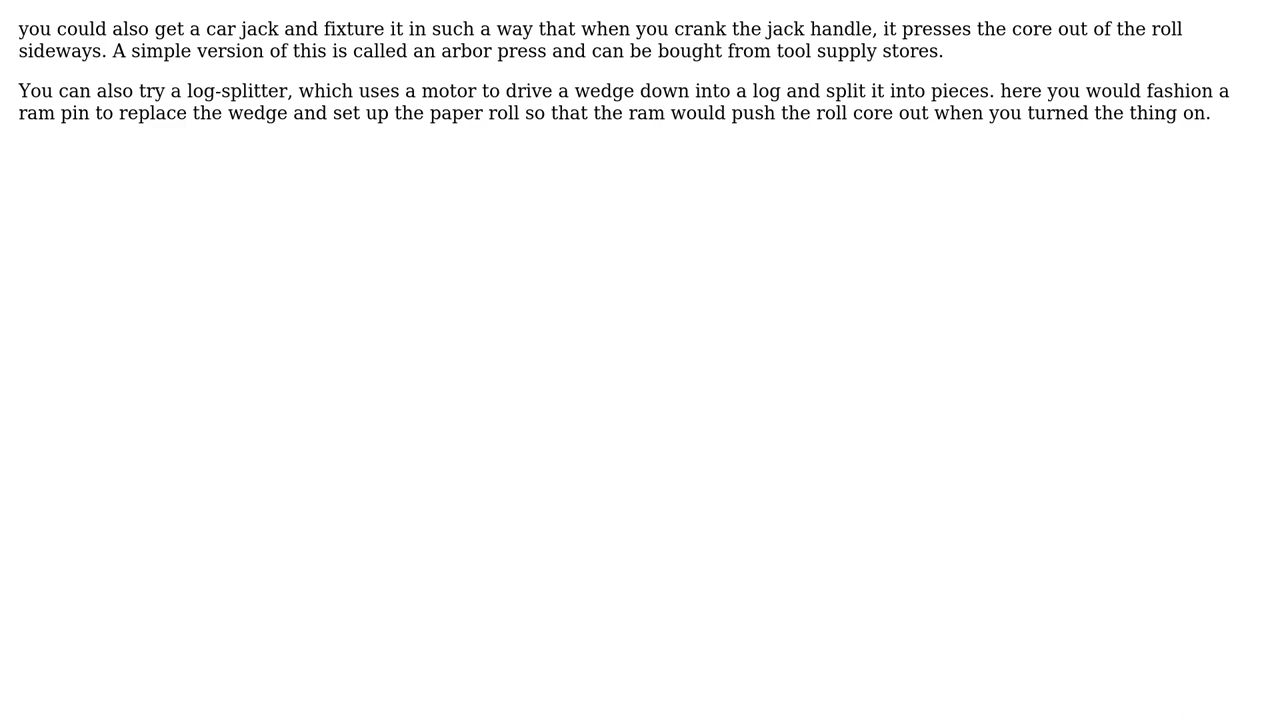 you could also get a car jack and fixture it in such a way that when you crank the jack handle, it presses the core out of the roll
sideways. A simple version of this is called an arbor press and can be bought from tool supply stores.
You can also try a log-splitter, which uses a motor to drive a wedge down into a log and split it into pieces. here you would fashion a
ram pin to replace the wedge and set up the paper roll so that the ram would push the roll core out when you turned the thing on.